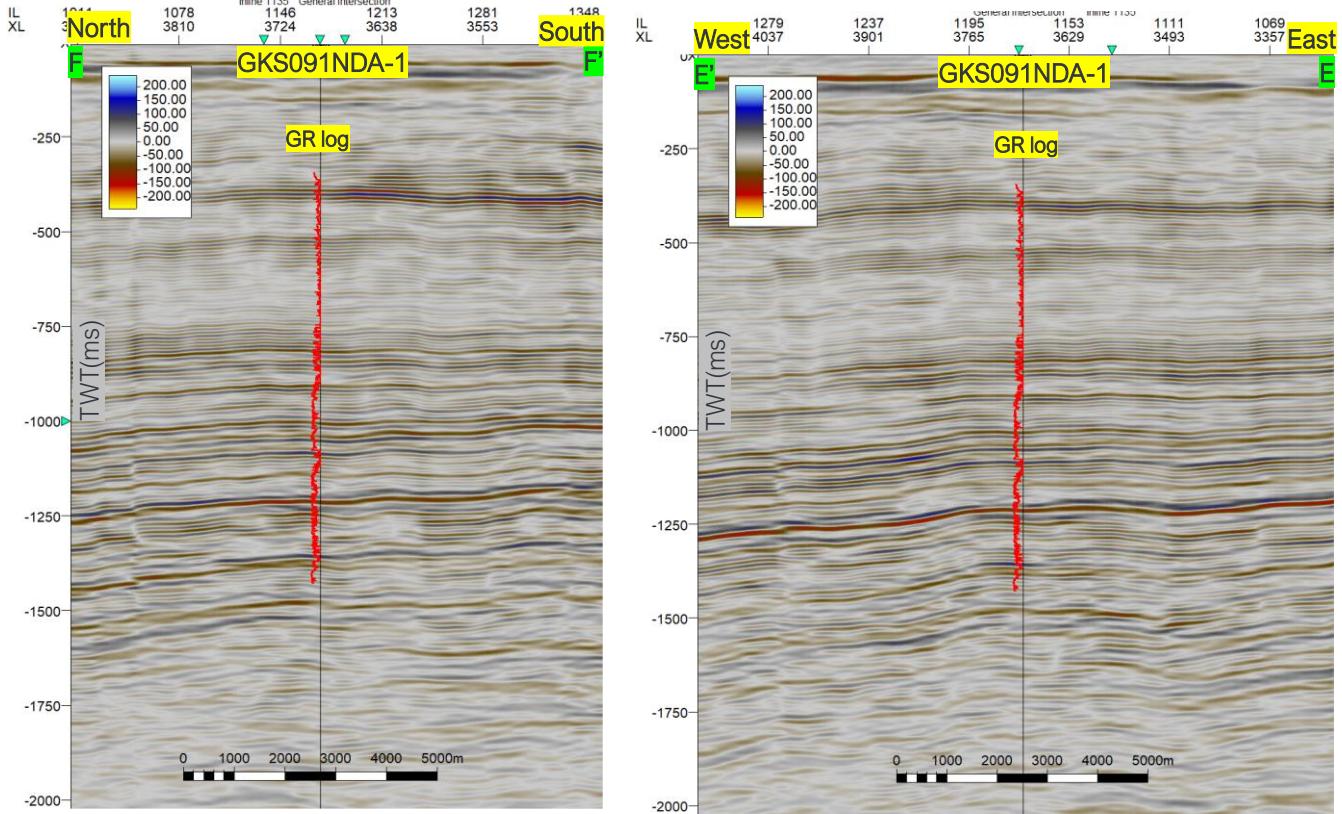 Inline 1135 General Intersection
IL 1078 1146 1213 1281 1348
XL 3810 3724 3638 3553
North
South
F
F'
GKS091NDA-1
GR log
200.00
150.00
100.00
50.00
0.00
-50.00
-100.00
-150.00
-200.00
-250
-500
-750
-1000
-1250
-1500
-1750
-2000
TWT(ms)
0 1000 2000 3000 4000 5000m
General Intersection Inline 1135
IL 1279 1237 1195 1153 1111 1069
XL 4037 3901 3765 3629 3493 3357
West
East
E'
E
GKS091NDA-1
GR log
200.00
150.00
100.00
50.00
0.00
-50.00
-100.00
-150.00
-200.00
-250
-500
-750
-1000
-1250
-1500
-1750
-2000
TWT(ms)
0 1000 2000 3000 4000 5000m